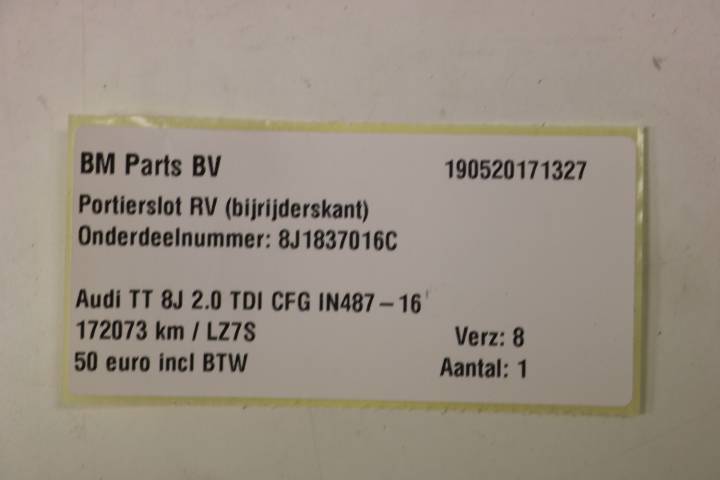 BM Parts BV 190520171327
Portierslot RV (bijrijderskant)
Onderdeelnummer: 8J1837016C
Audi TT 8J 2.0 TDI CFG IN487-16
172073 km / LZ7S Verz: 8
50 euro incl BTW Aantal: 1